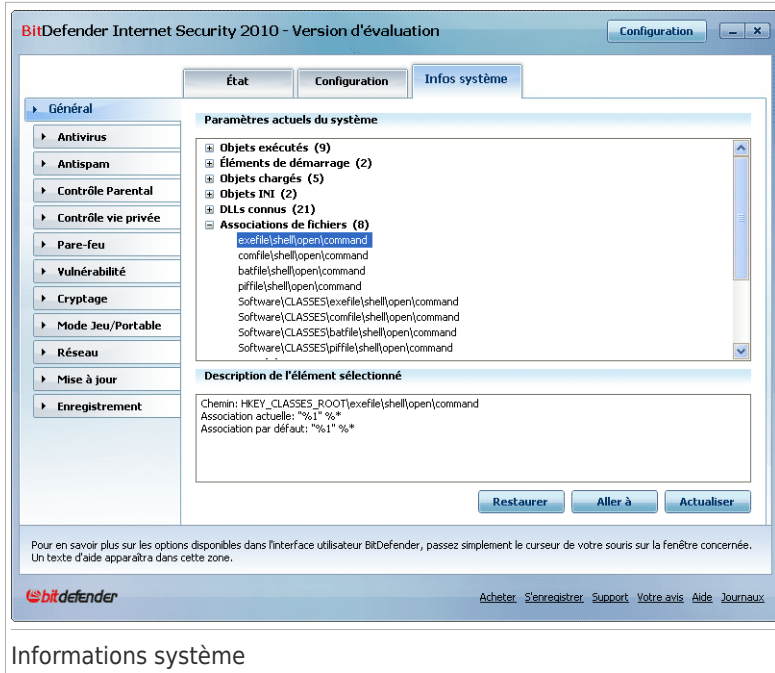 BitDefender Internet Security 2010 - Version d'évaluation
Configuration
État
Configuration
Infos système
Général
Antivirus
Antispam
Contrôle Parental
Contrôle vie privée
Pare-feu
Vulnérabilité
Cryptage
Mode Jeu/Portable
Réseau
Mise à jour
Enregistrement
Paramètres actuels du système
Objets exécutés (9)
Éléments de démarrage (2)
Objets chargés (5)
Objets INI (2)
DLLs connus (21)
Associations de fichiers (8)
exefile\shell\open\command
comfile\shell\open\command
batfile\shell\open\command
piffile\shell\open\command
Software\CLASSES\exefile\shell\open\command
Software\CLASSES\comfile\shell\open\command
Software\CLASSES\batfile\shell\open\command
Software\CLASSES\piffile\shell\open\command
Description de l'élément sélectionné
Chemin: HKEY_CLASSES_ROOT\exefile\shell\open\command
Association actuelle: "%1" %*
Association par défaut: "%1" %*
Restaurer
Aller à
Actualiser
Pour en savoir plus sur les options disponibles dans l'interface utilisateur BitDefender, passez simplement le curseur de votre souris sur la fenêtre concernée.
Un texte d'aide apparaîtra dans cette zone.
bitdefender
Acheter S'enregistrer Support Votre avis Aide Journaux
Informations système